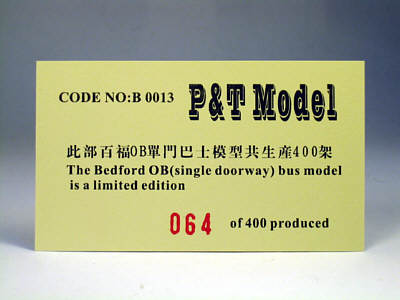 CODE NO:B 0013 P&T Model
此部百福OB單門巴士模型共生產400架
The Bedford OB(single doorway) bus model
is a limited edition
064 of 400 produced